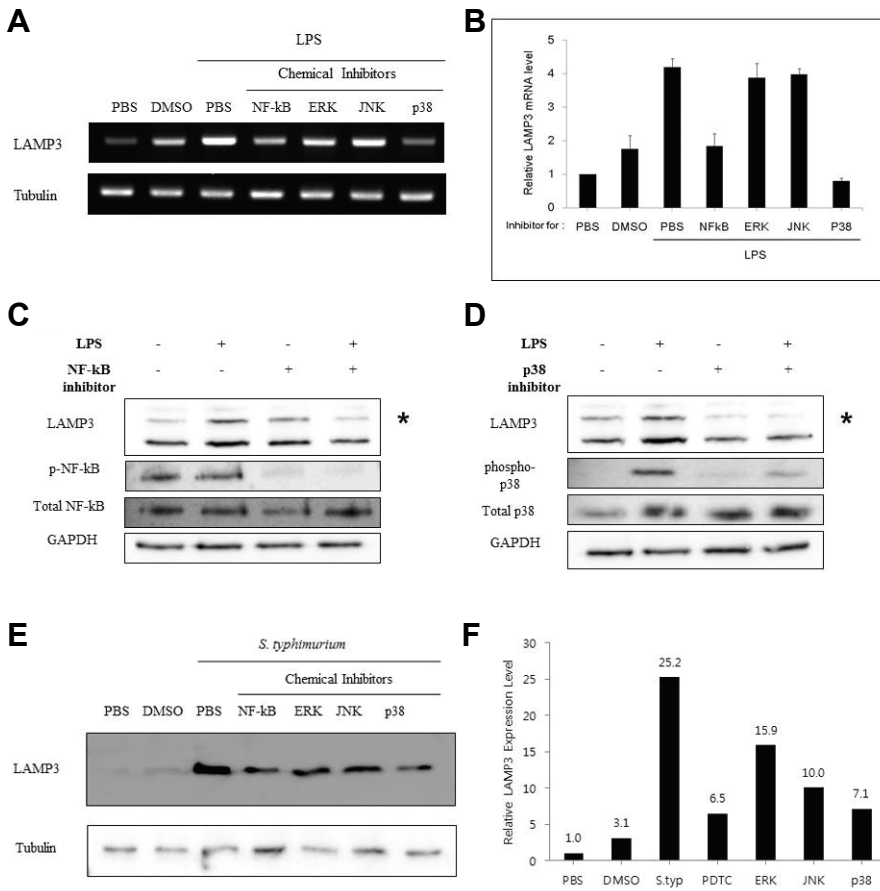 A
LPS
Chemical Inhibitors
PBS DMSO PBS NF-kB ERK JNK p38
LAMP3
Tubulin
B
Relative LAMP3 mRNA level
5
4
3
2
1
0
Inhibitor for : PBS DMSO PBS NFkB ERK JNK P38
LPS
C
LPS - + - +
NF-kB - - + +
inhibitor
LAMP3 *
p-NF-kB
Total NF-kB
GAPDH
D
LPS - + - +
p38 - - + +
inhibitor
LAMP3 *
phospho-
p38
Total p38
GAPDH
E
S. typhimurium
Chemical Inhibitors
PBS DMSO PBS NF-kB ERK JNK p38
LAMP3
Tubulin
F
Relative LAMP3 Expression Level
30
25
20
15
10
5
0
1.0 3.1 25.2 6.5 15.9 10.0 7.1
PBS DMSO S.typ PDTC ERK JNK p38